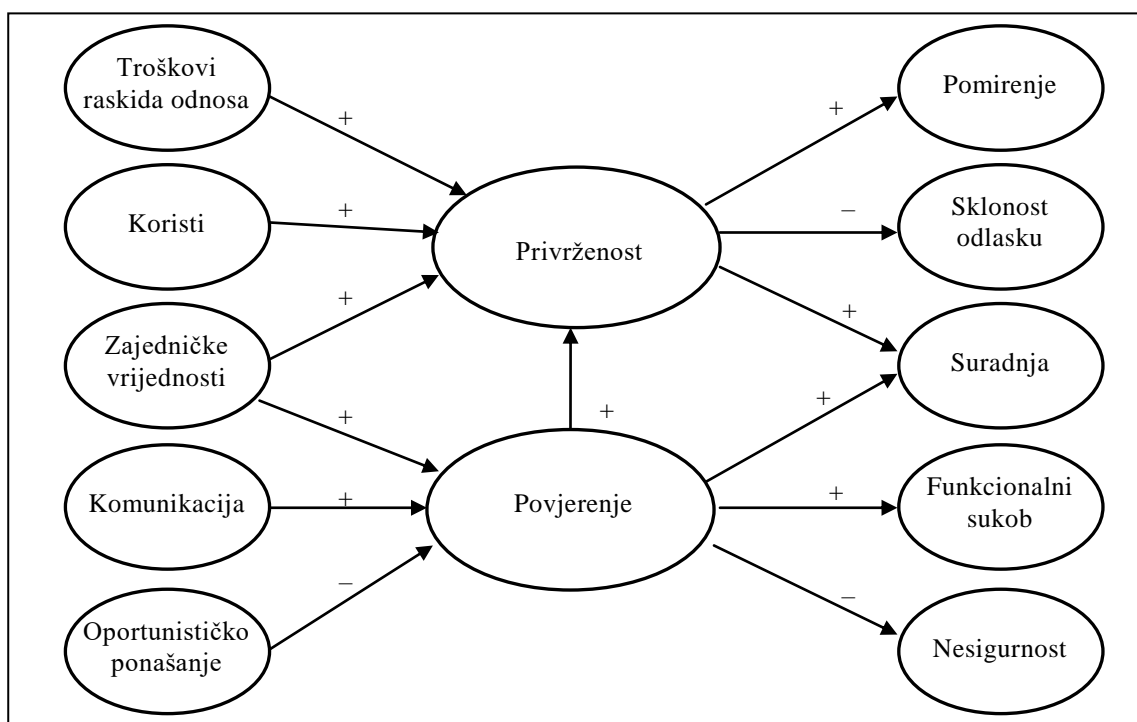 Troškovi
raskida odnosa
+
Pomirenje
+
Koristi
+
Privrženost
–
Sklonost
odlasku
Zajedničke
vrijednosti
+
+
Suradnja
+
+
+
Komunikacija
+
Povjerenje
+
Funkcionalni
sukob
Oportunističko
ponašanje
–
–
Nesigurnost